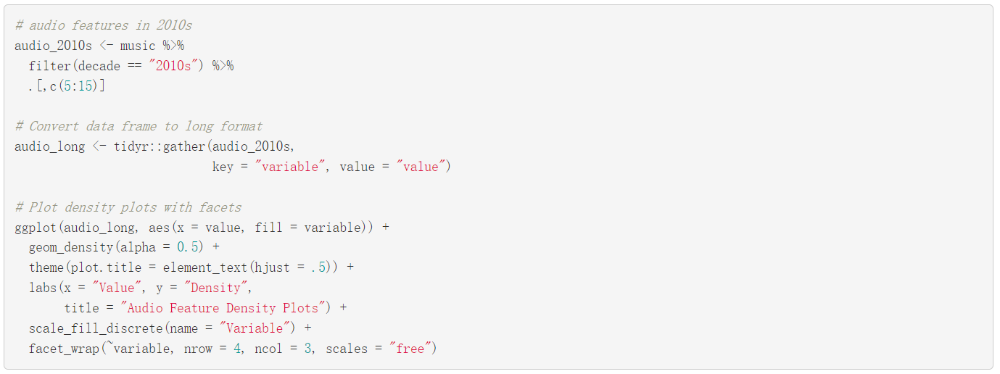 # audio features in 2010s
audio_2010s <- music %>%
  filter(decade == "2010s") %>%
  .[,c(5:15)]

# Convert data frame to long format
audio_long <- tidyr::gather(audio_2010s,
                            key = "variable", value = "value")

# Plot density plots with facets
ggplot(audio_long, aes(x = value, fill = variable)) +
  geom_density(alpha = 0.5) +
  theme(plot.title = element_text(hjust = .5)) +
  labs(x = "Value", y = "Density",
       title = "Audio Feature Density Plots") +
  scale_fill_discrete(name = "Variable") +
  facet_wrap(~variable, nrow = 4, ncol = 3, scales = "free")